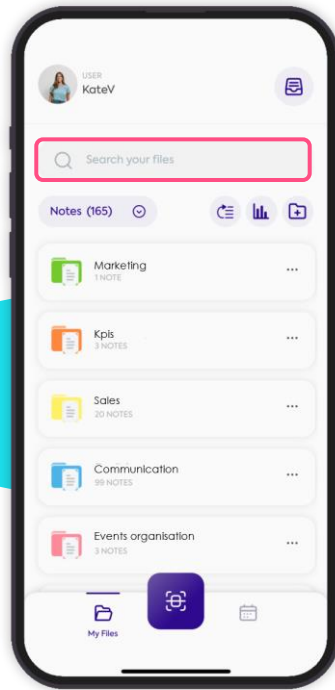 USER
KateV
Search your files
Notes (165)
Marketing
1 NOTE
Kpis
3 NOTES
Sales
20 NOTES
Communication
99 NOTES
Events organisation
3 NOTES
My Files